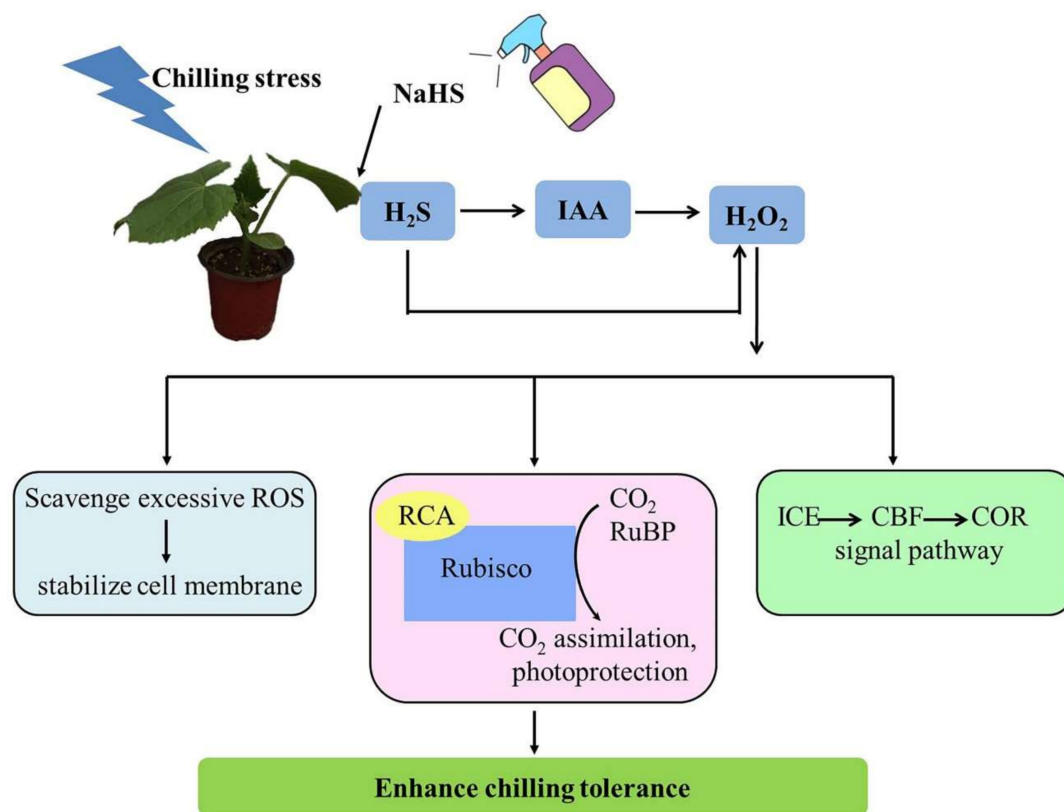 Chilling stress
NaHS
H₂S
IAA
H₂O₂
Scavenge excessive ROS
stabilize cell membrane
RCA
Rubisco
CO₂
RuBP
CO₂ assimilation,
photoprotection
ICE CBF COR
signal pathway
Enhance chilling tolerance